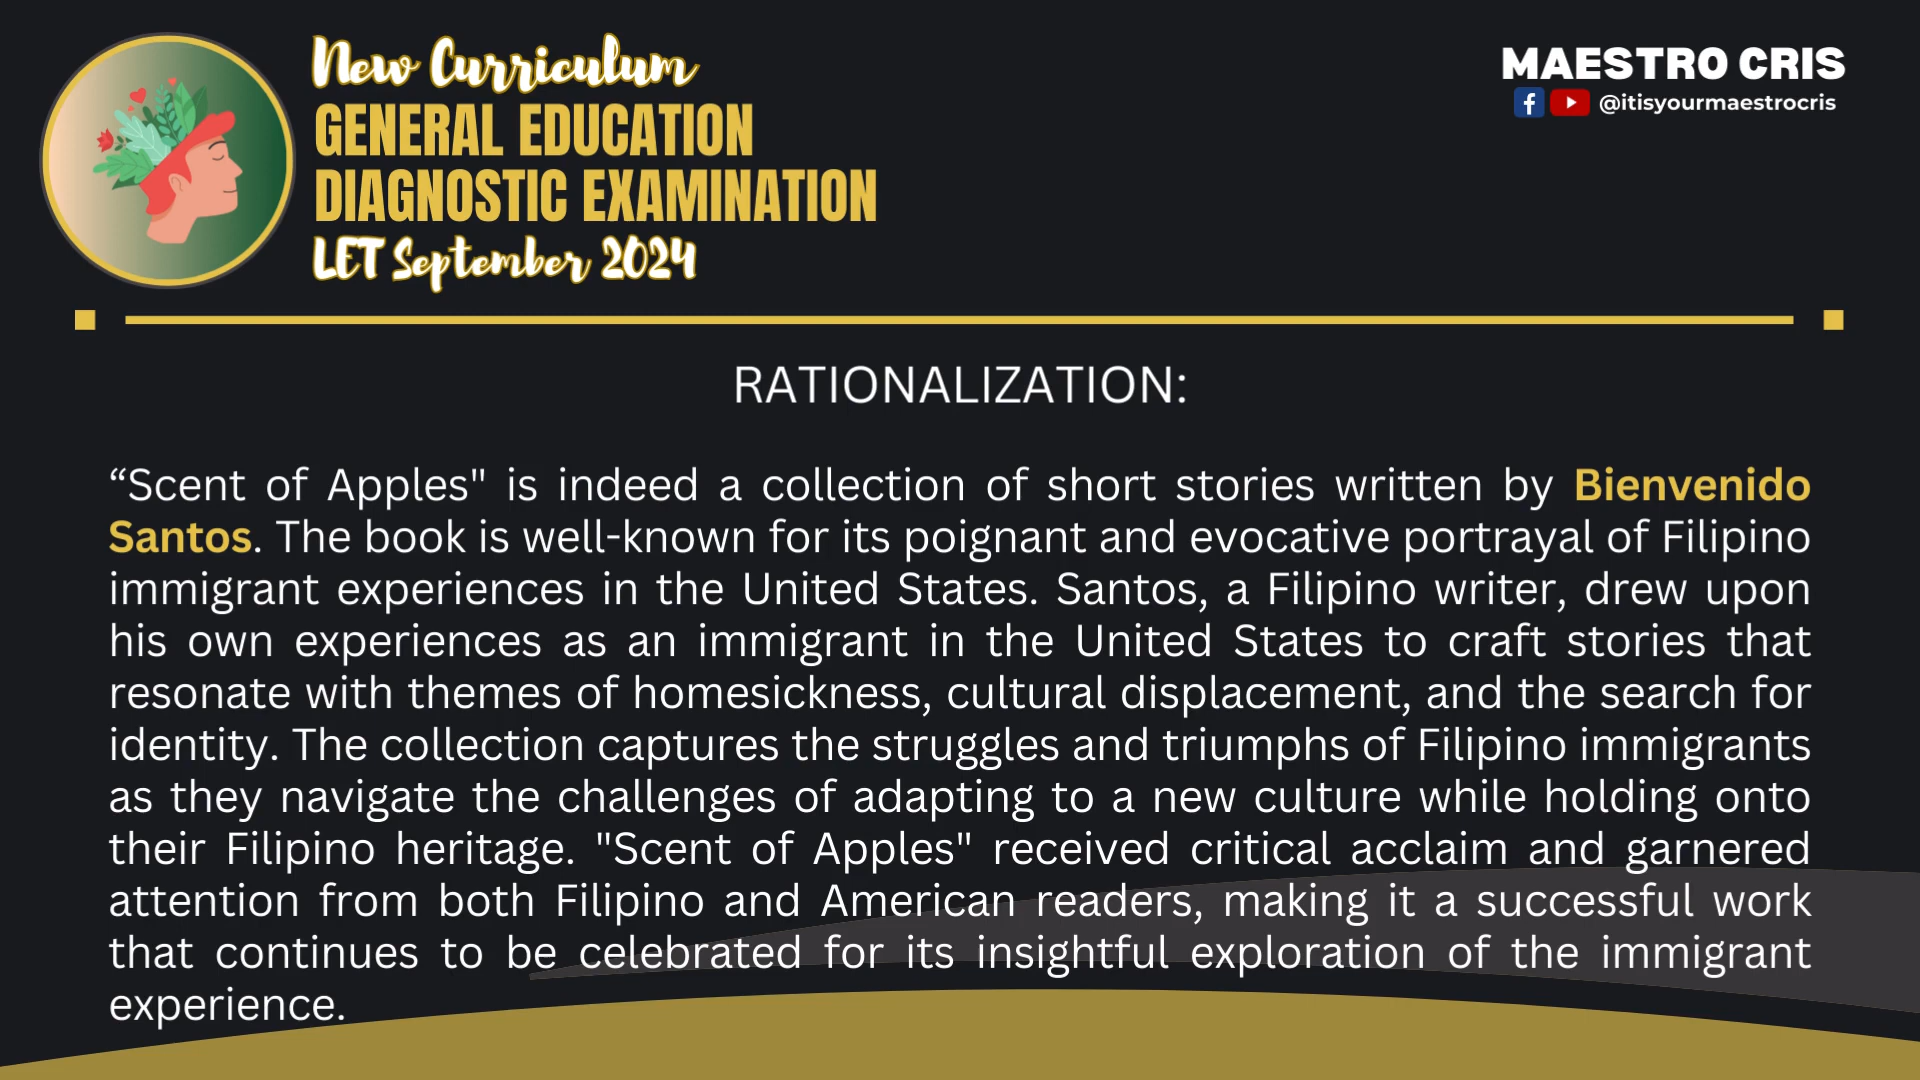 New Curriculum
GENERAL EDUCATION
DIAGNOSTIC EXAMINATION
LET September 2024
MAESTRO CRIS
@itisyourmaestrocris
RATIONALIZATION:
“Scent of Apples" is indeed a collection of short stories written by Bienvenido
Santos. The book is well-known for its poignant and evocative portrayal of Filipino
immigrant experiences in the United States. Santos, a Filipino writer, drew upon
his own experiences as an immigrant in the United States to craft stories that
resonate with themes of homesickness, cultural displacement, and the search for
identity. The collection captures the struggles and triumphs of Filipino immigrants
as they navigate the challenges of adapting to a new culture while holding onto
their Filipino heritage. "Scent of Apples" received critical acclaim and garnered
attention from both Filipino and American readers, making it a successful work
that continues to be celebrated for its insightful exploration of the immigrant
experience.